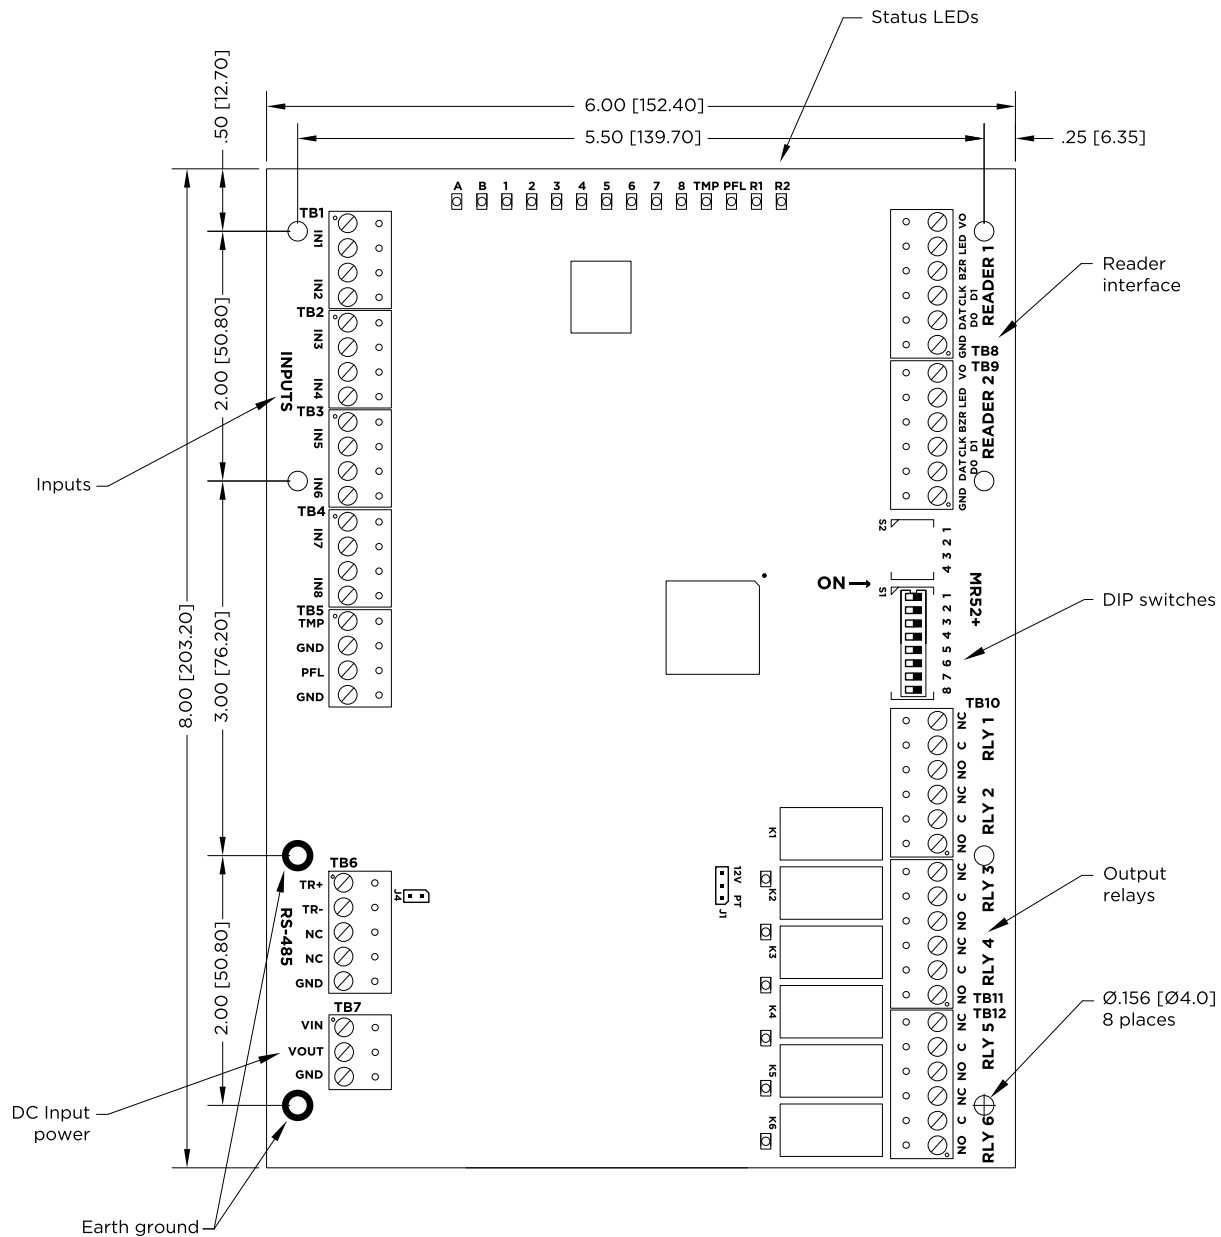 Status LEDs
.50 [12.70]
6.00 [152.40]
5.50 [139.70]
.25 [6.35]
A B 1 2 3 4 5 6 7 8 TMP PFL R1 R2
8.00 [203.20]
2.00 [50.80]
3.00 [76.20]
2.00 [50.80]
TB1
IN1
IN2
TB2
IN3
INPUTS
IN4
TB3
IN5
IN6
TB4
IN7
IN8
TB5
TMP
GND
PFL
GND
Inputs
TB6
TR+
TR-
NC
NC
GND
RS-485
J4
TB7
VIN
VOUT
GND
DC Input
power
Earth ground
VO
LED
BZR
CLK
D1
DAT
D0
GND
READER 1
TB8
Reader
interface
TB9
VO
LED
BZR
CLK
D1
DAT
D0
GND
READER 2
S2
1
2
3
4
ON
MR52+
S1
1
2
3
4
5
6
7
8
DIP switches
TB10
NC
C
NO
RLY 1
NC
C
NO
RLY 2
NC
C
NO
RLY 3
NC
C
NO
RLY 4
TB11
TB12
NC
C
NO
RLY 5
NC
C
NO
RLY 6
Output
relays
Ø.156 [Ø4.0]
8 places
K1
K2
K3
K4
K5
K6
12V
PT
J1